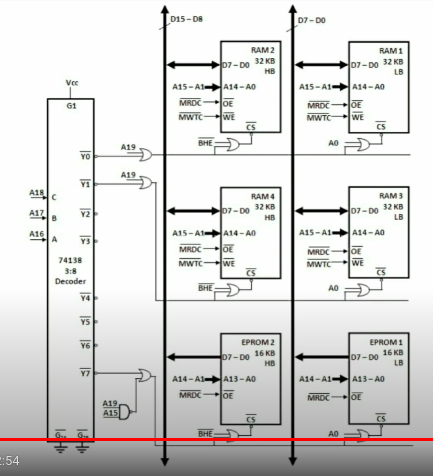 D15 – D8
D7 – D0
RAM 2
32 KB
HB
D7 – D0
A15 – A1
A14 – A0
MRDC
OE
MWTC
WE
CS
BHE
RAM 1
32 KB
LB
D7 – D0
A15 – A1
A14 – A0
MRDC
OE
MWTC
WE
CS
A0
Vcc
G1
Y0
A19
Y1
A19
A18
C
A17
B
A16
A
Y2
Y3
74138
3:8
Decoder
Y4
Y5
Y6
Y7
A19
A15
RAM 4
32 KB
HB
D7 – D0
A15 – A1
A14 – A0
MRDC
OE
MWTC
WE
CS
BHE
RAM 3
32 KB
LB
D7 – D0
A15 – A1
A14 – A0
MRDC
OE
MWTC
WE
CS
A0
EPROM 2
16 KB
HB
D7 – D0
A14 – A1
A13 – A0
MRDC
OE
CS
BHE
EPROM 1
16 KB
LB
D7 – D0
A14 – A1
A13 – A0
MRDC
OE
CS
A0
2:54